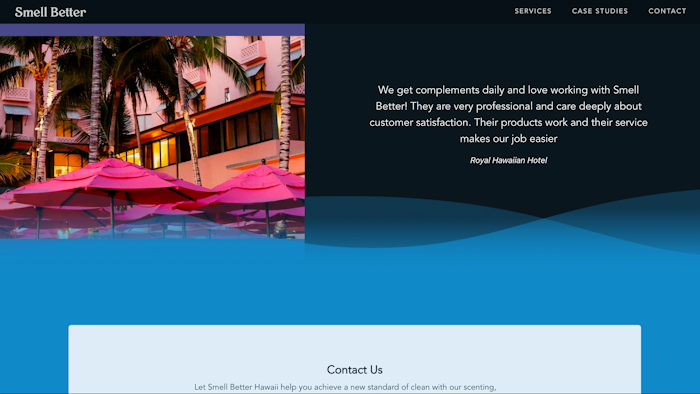 Smell Better
SERVICES CASE STUDIES CONTACT
We get complements daily and love working with Smell
Better! They are very professional and care deeply about
customer satisfaction. Their products work and their service
makes our job easier
Royal Hawaiian Hotel
Contact Us
Let Smell Better Hawaii help you achieve a new standard of clean with our scenting,